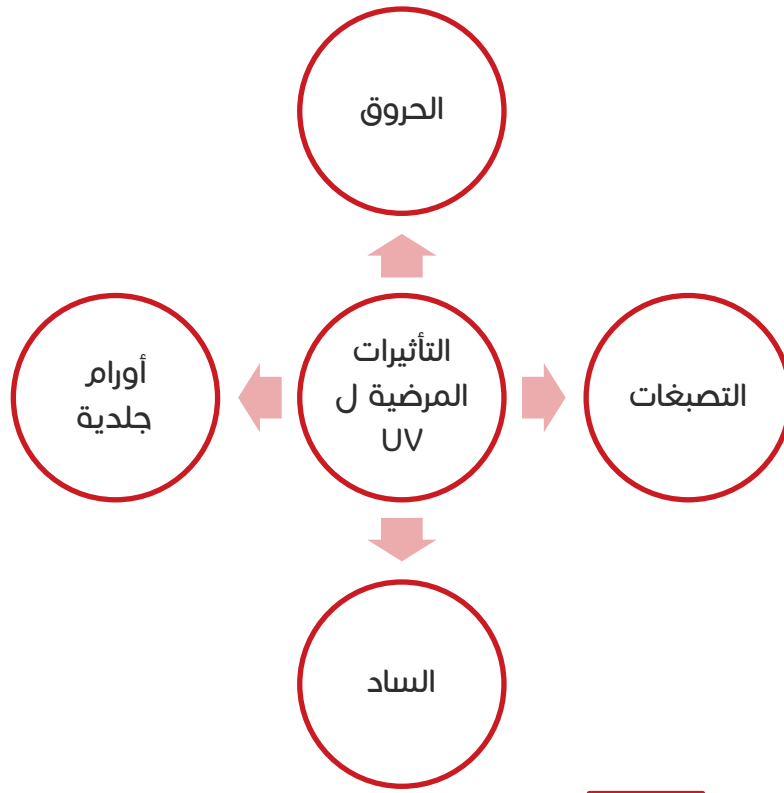 الحروق
التأثيرات
المرضية ل
UV
التصبغات
أورام
جلدية
الساد